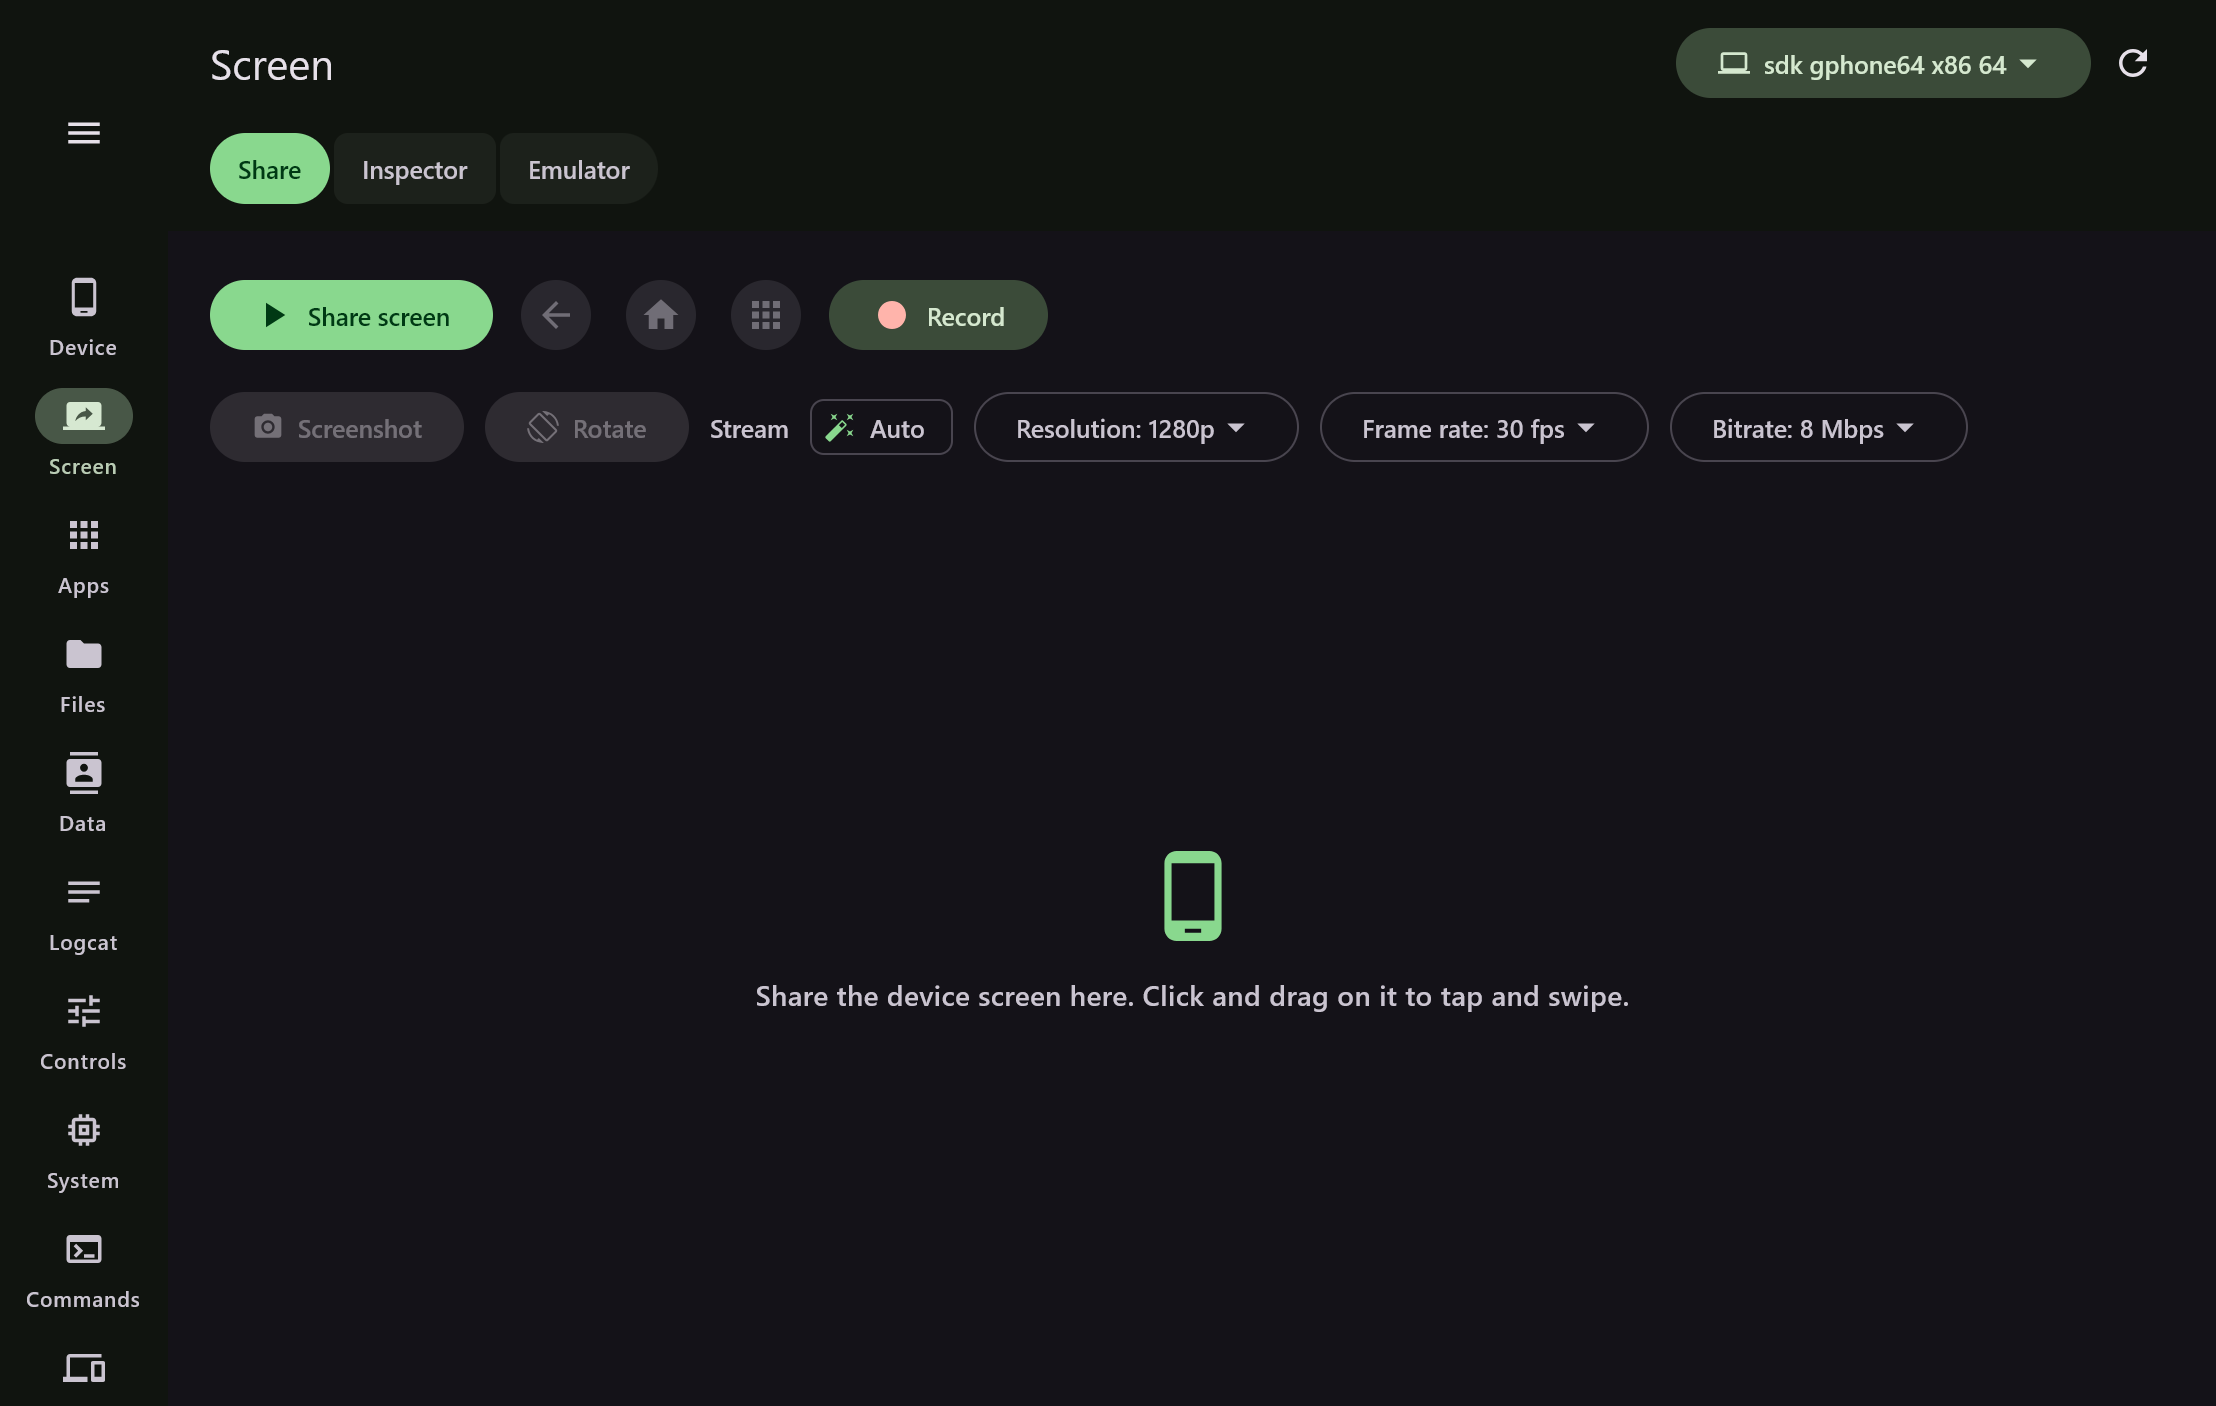 Screen
sdk gphone64 x86 64
Share
Inspector
Emulator
Share screen
Record
Screenshot
Rotate
Stream
Auto
Resolution: 1280p
Frame rate: 30 fps
Bitrate: 8 Mbps
Share the device screen here. Click and drag on it to tap and swipe.
Device
Screen
Apps
Files
Data
Logcat
Controls
System
Commands